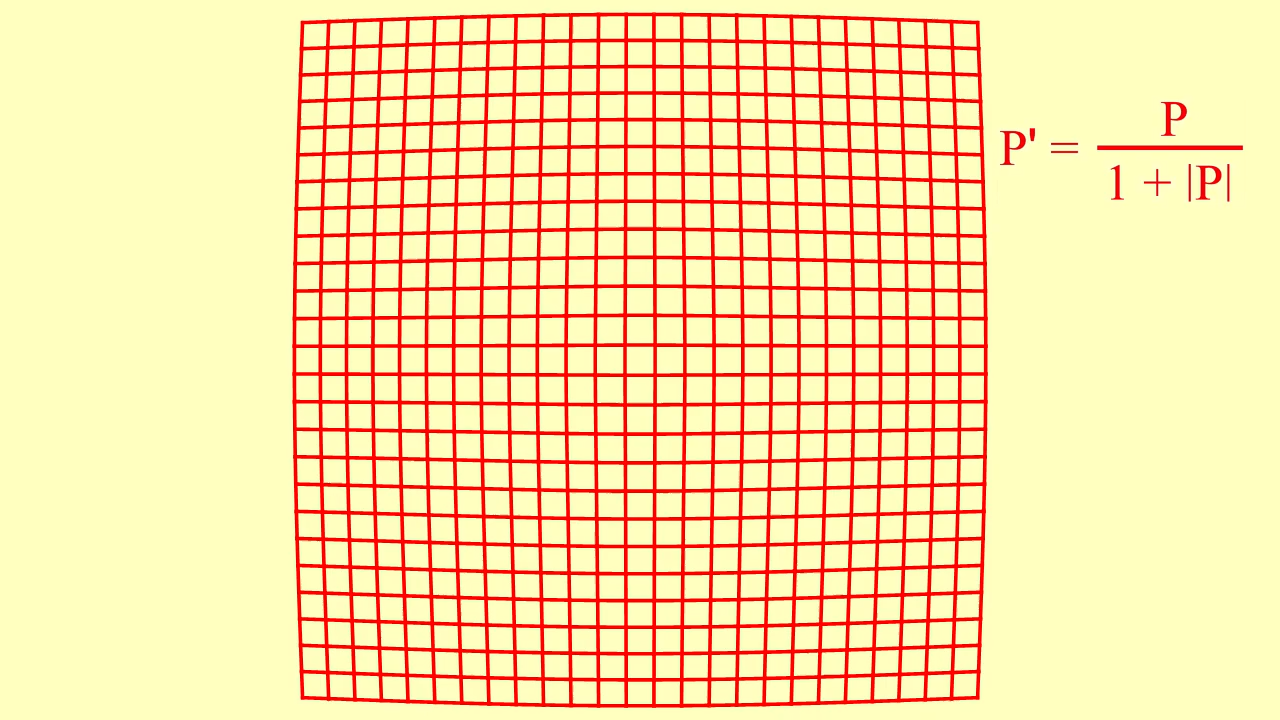 P' = P / (1 + |P|)